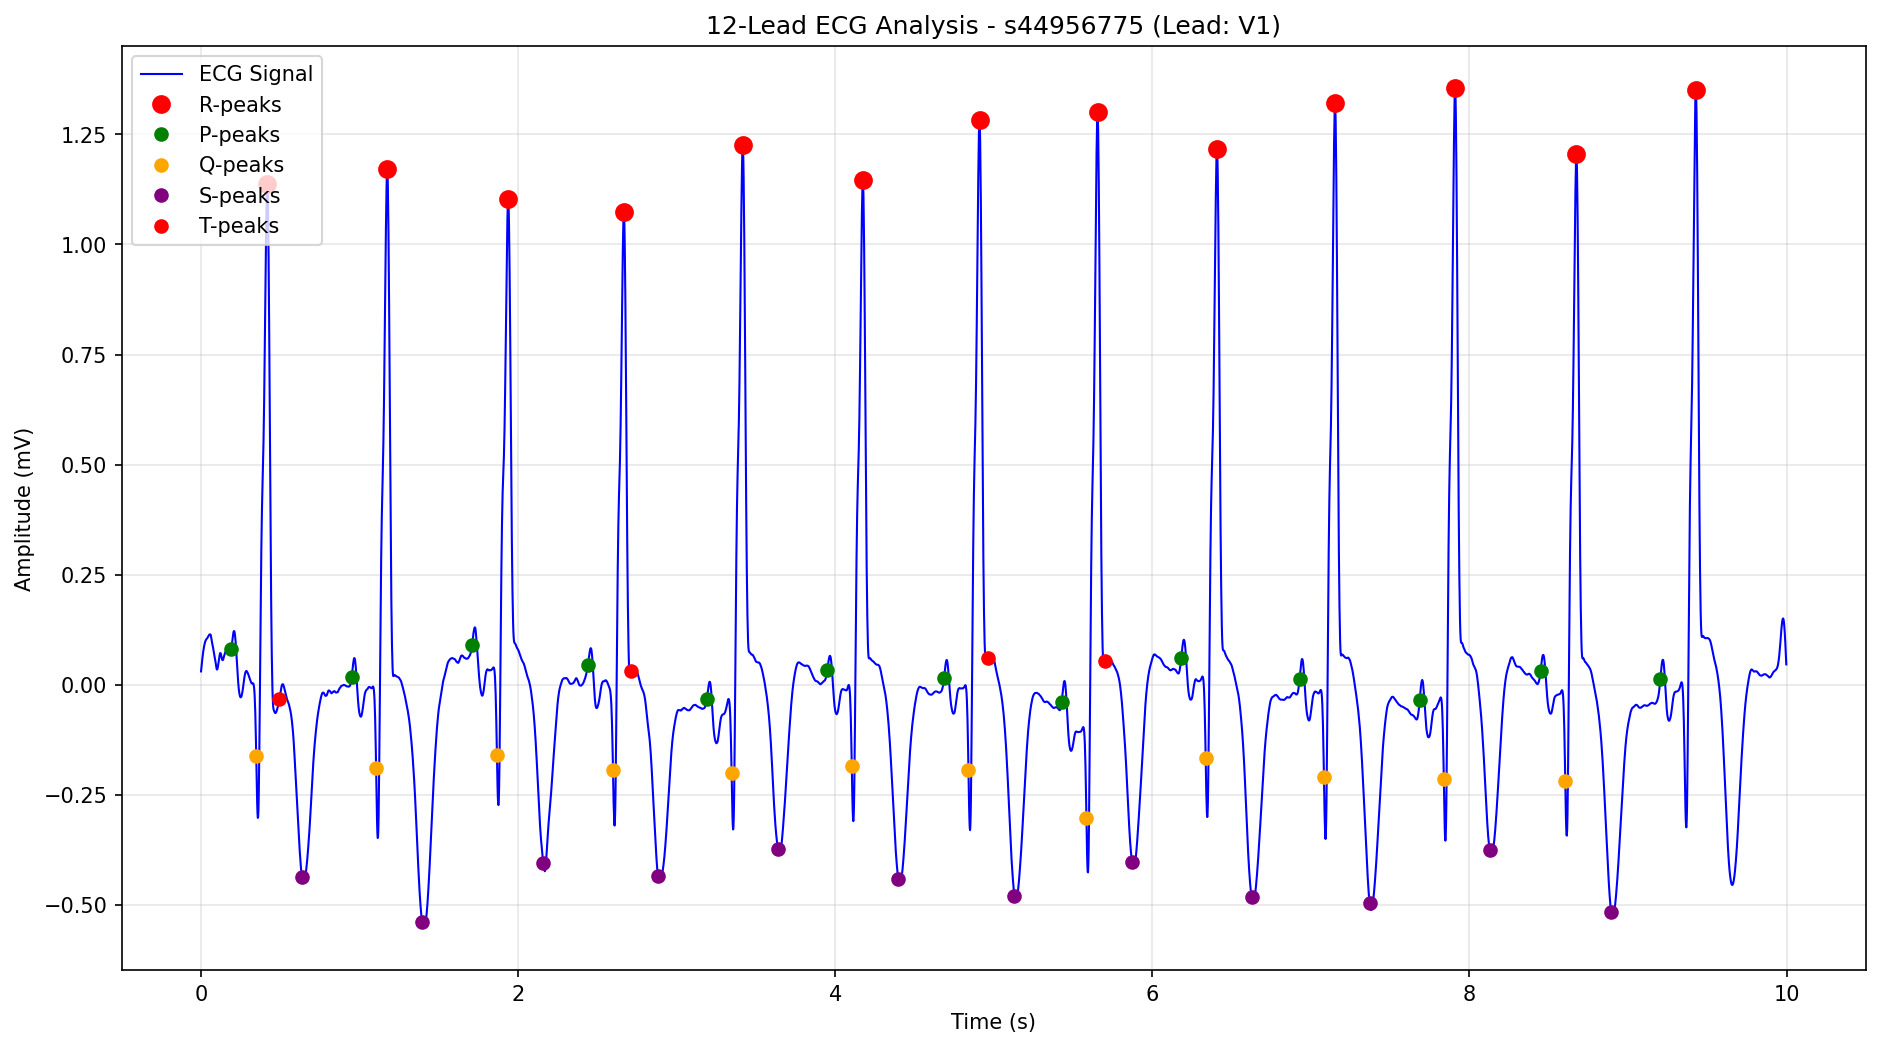 12-Lead ECG Analysis - s44956775 (Lead: V1)
ECG Signal
R-peaks
P-peaks
Q-peaks
S-peaks
T-peaks
Amplitude (mV)
1.25
1.00
0.75
0.50
0.25
0.00
−0.25
−0.50
0 2 4 6 8 10
Time (s)